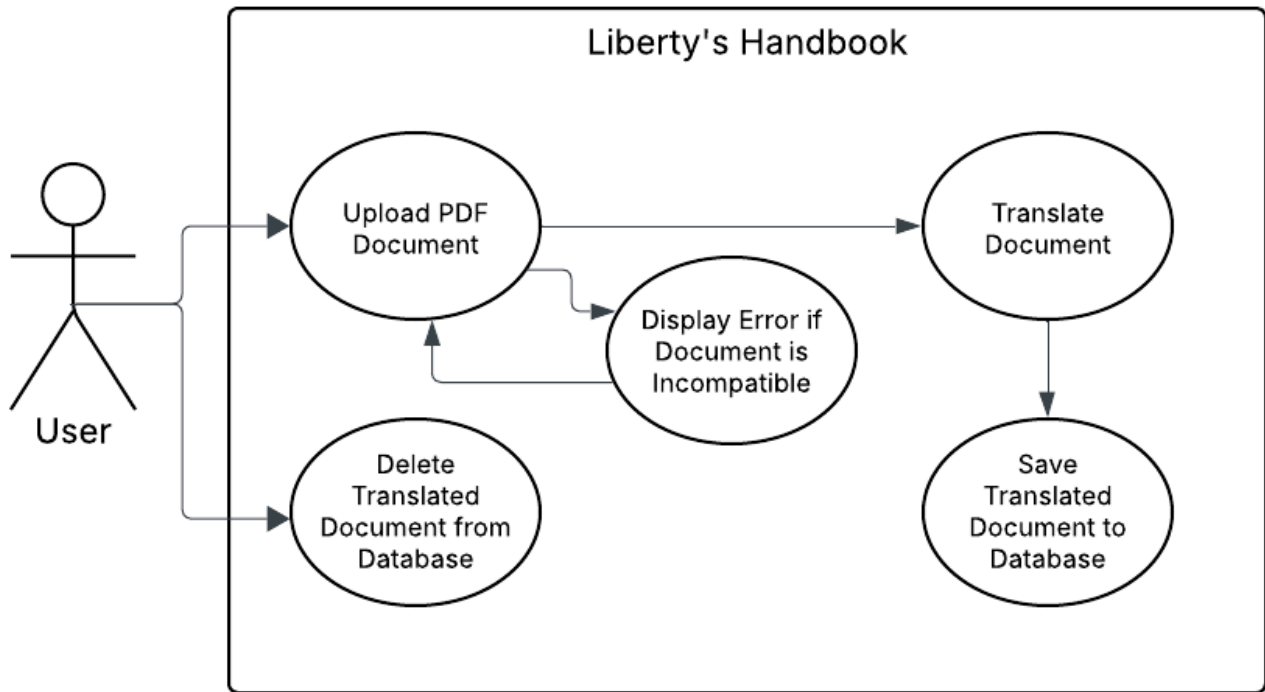 Liberty's Handbook
Upload PDF
Document
Translate
Document
Display Error if
Document is
Incompatible
User
Delete
Translated
Document from
Database
Save
Translated
Document to
Database